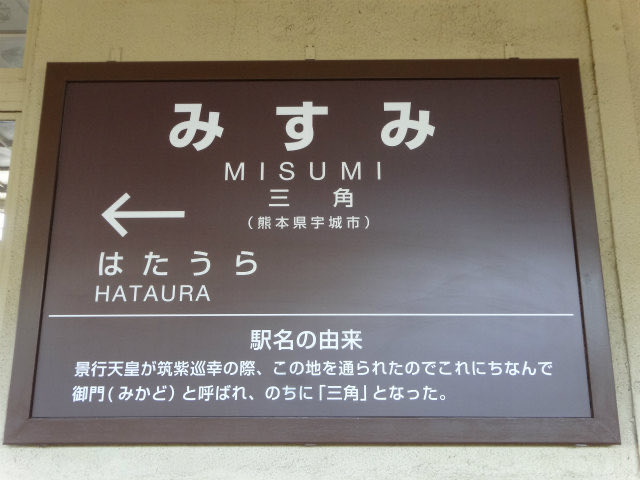 みすみ
MISUMI
三角
（熊本県宇城市）
←
はたうら
HATAURA
駅名の由来
景行天皇が筑紫巡幸の際、この地を通られたのでこれにちなんで
御門(みかど)と呼ばれ、のちに「三角」となった。